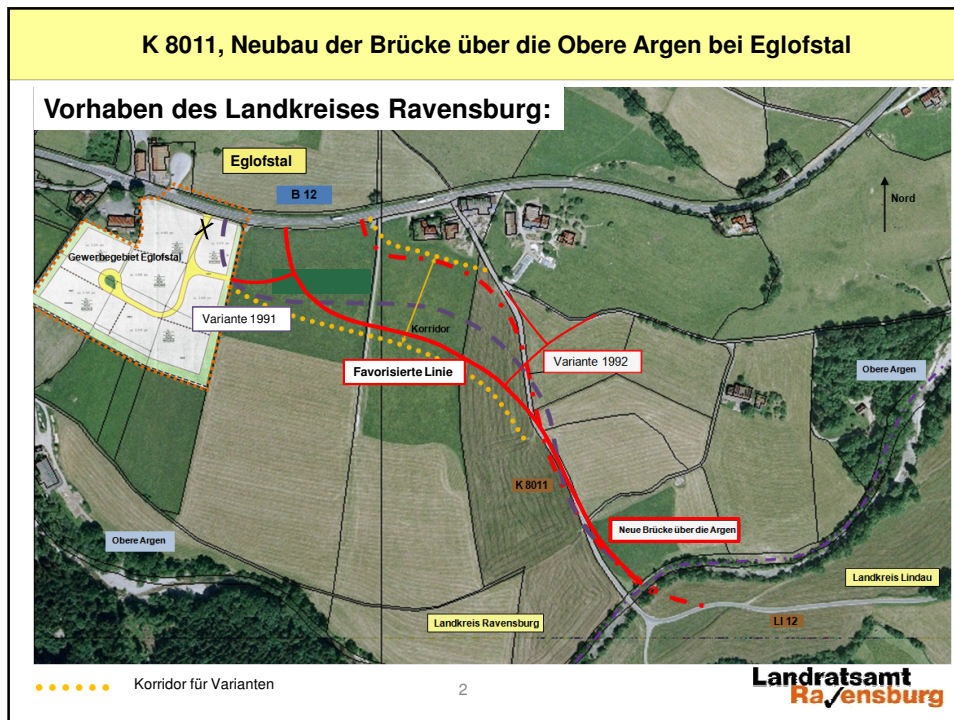 K 8011, Neubau der Brücke über die Obere Argen bei Eglofstal
Vorhaben des Landkreises Ravensburg:
Eglofstal
B 12
Nord
X
Gewerbegebiet Eglofstal
Variante 1991
Korridor
Favorisierte Linie
Variante 1992
Obere Argen
K 8011
Neue Brücke über die Argen
Obere Argen
Landkreis Lindau
Landkreis Ravensburg
LI 12
Korridor für Varianten
2
Landratsamt
Ravensburg